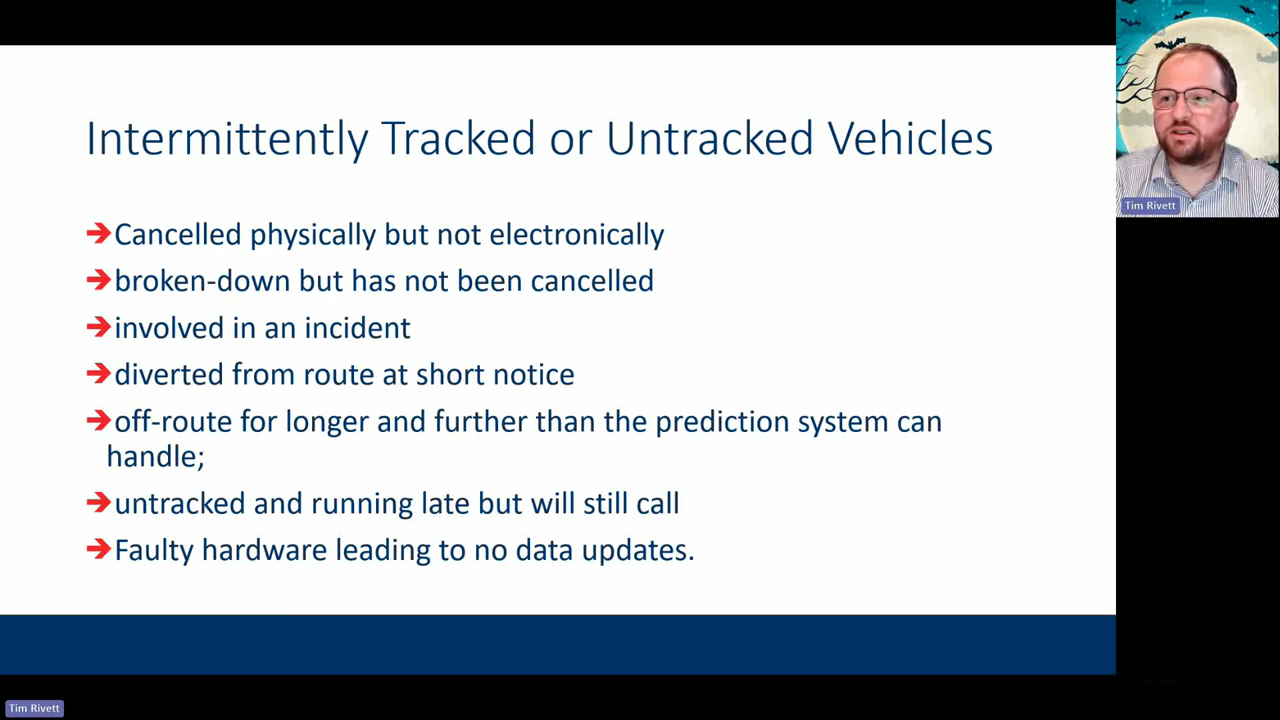 Intermittently Tracked or Untracked Vehicles
Cancelled physically but not electronically
broken-down but has not been cancelled
involved in an incident
diverted from route at short notice
off-route for longer and further than the prediction system can
handle;
untracked and running late but will still call
Faulty hardware leading to no data updates.
Tim Rivett
Tim Rivett